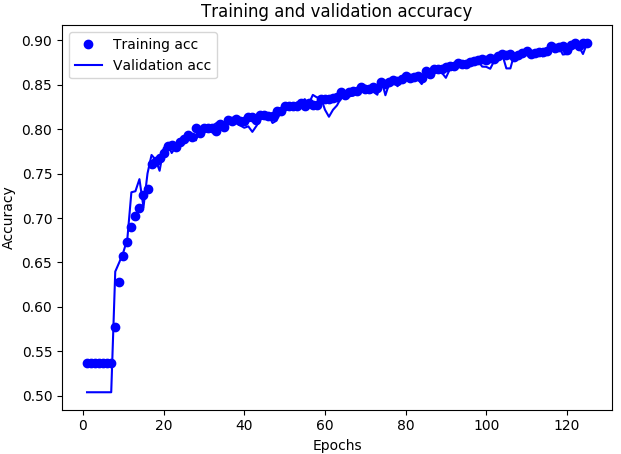 Training and validation accuracy
Training acc
Validation acc
Accuracy
0.90
0.85
0.80
0.75
0.70
0.65
0.60
0.55
0.50
0 20 40 60 80 100 120
Epochs